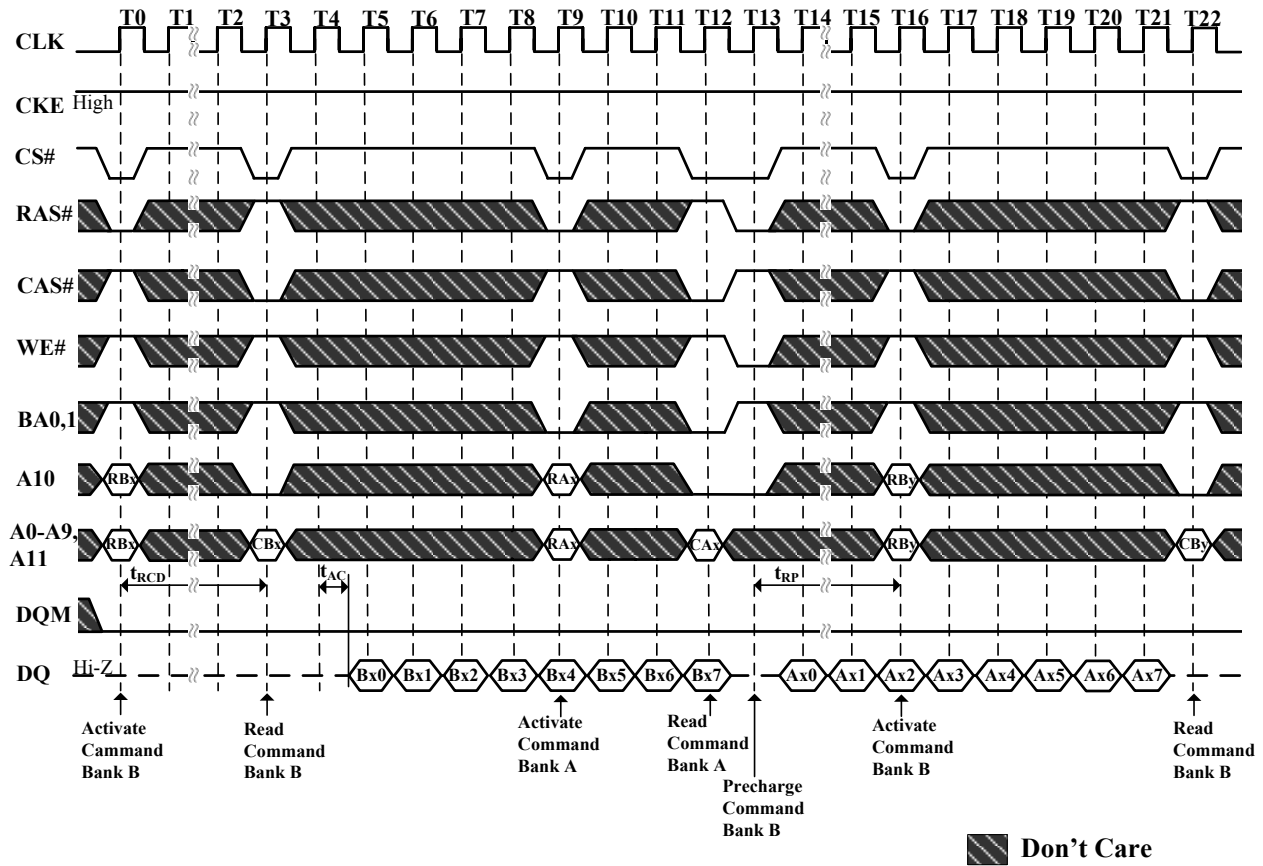 T0 T1 T2 T3 T4 T5 T6 T7 T8 T9 T10 T11 T12 T13 T14 T15 T16 T17 T18 T19 T20 T21 T22
CLK
CKE High
CS#
RAS#
CAS#
WE#
BA0,1
A10 RBx RAx RBy
A0-A9,
A11
RBx CBx RAx CAx RBy CBy
tRCD tAC tRP
DQM
DQ Hi-Z Bx0 Bx1 Bx2 Bx3 Bx4 Bx5 Bx6 Bx7 Ax0 Ax1 Ax2 Ax3 Ax4 Ax5 Ax6 Ax7
Activate
Cammand
Bank B
Read
Command
Bank B
Activate
Command
Bank A
Read
Command
Bank A
Precharge
Command
Bank B
Activate
Command
Bank B
Read
Command
Bank B
Don't Care